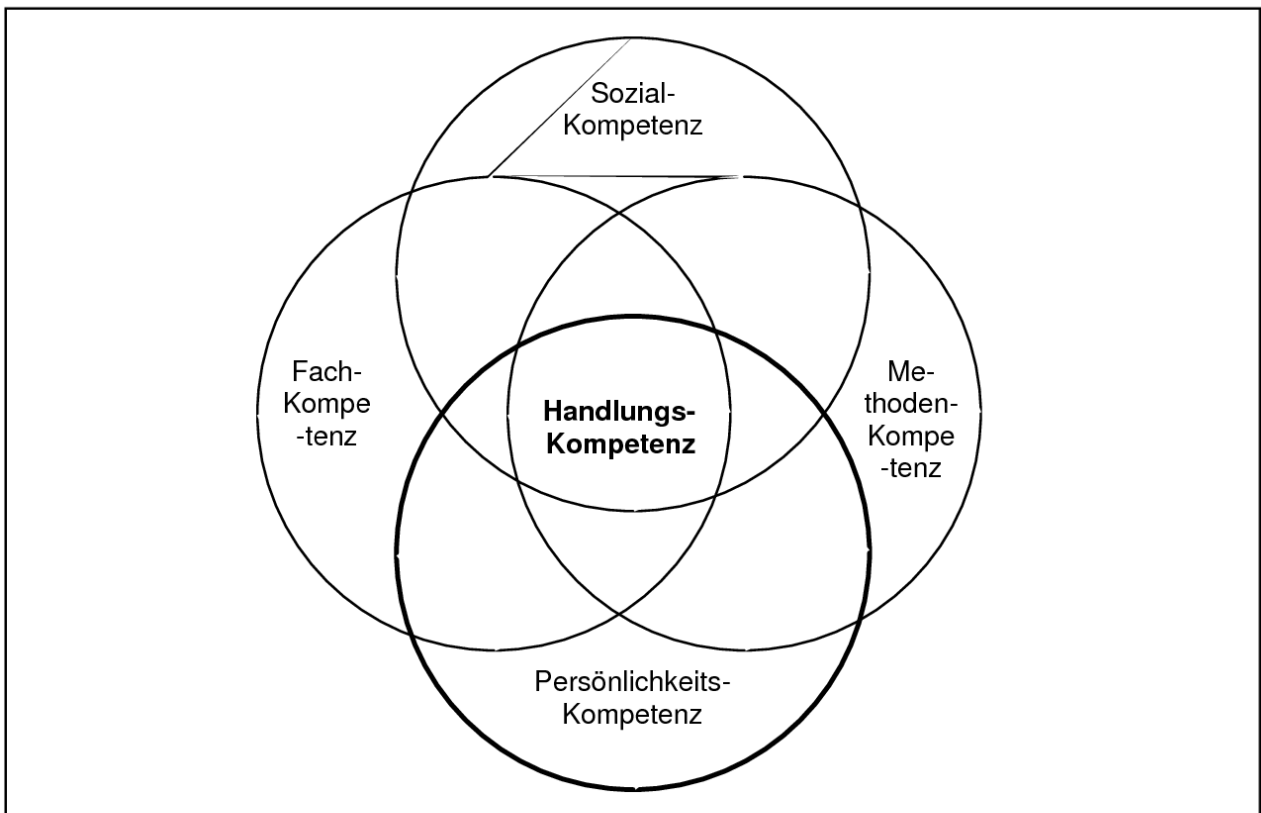 Sozial-
Kompetenz
Fach-
Kompe
-tenz
Handlungs-
Kompetenz
Me-
thoden-
Kompe
-tenz
Persönlichkeits-
Kompetenz